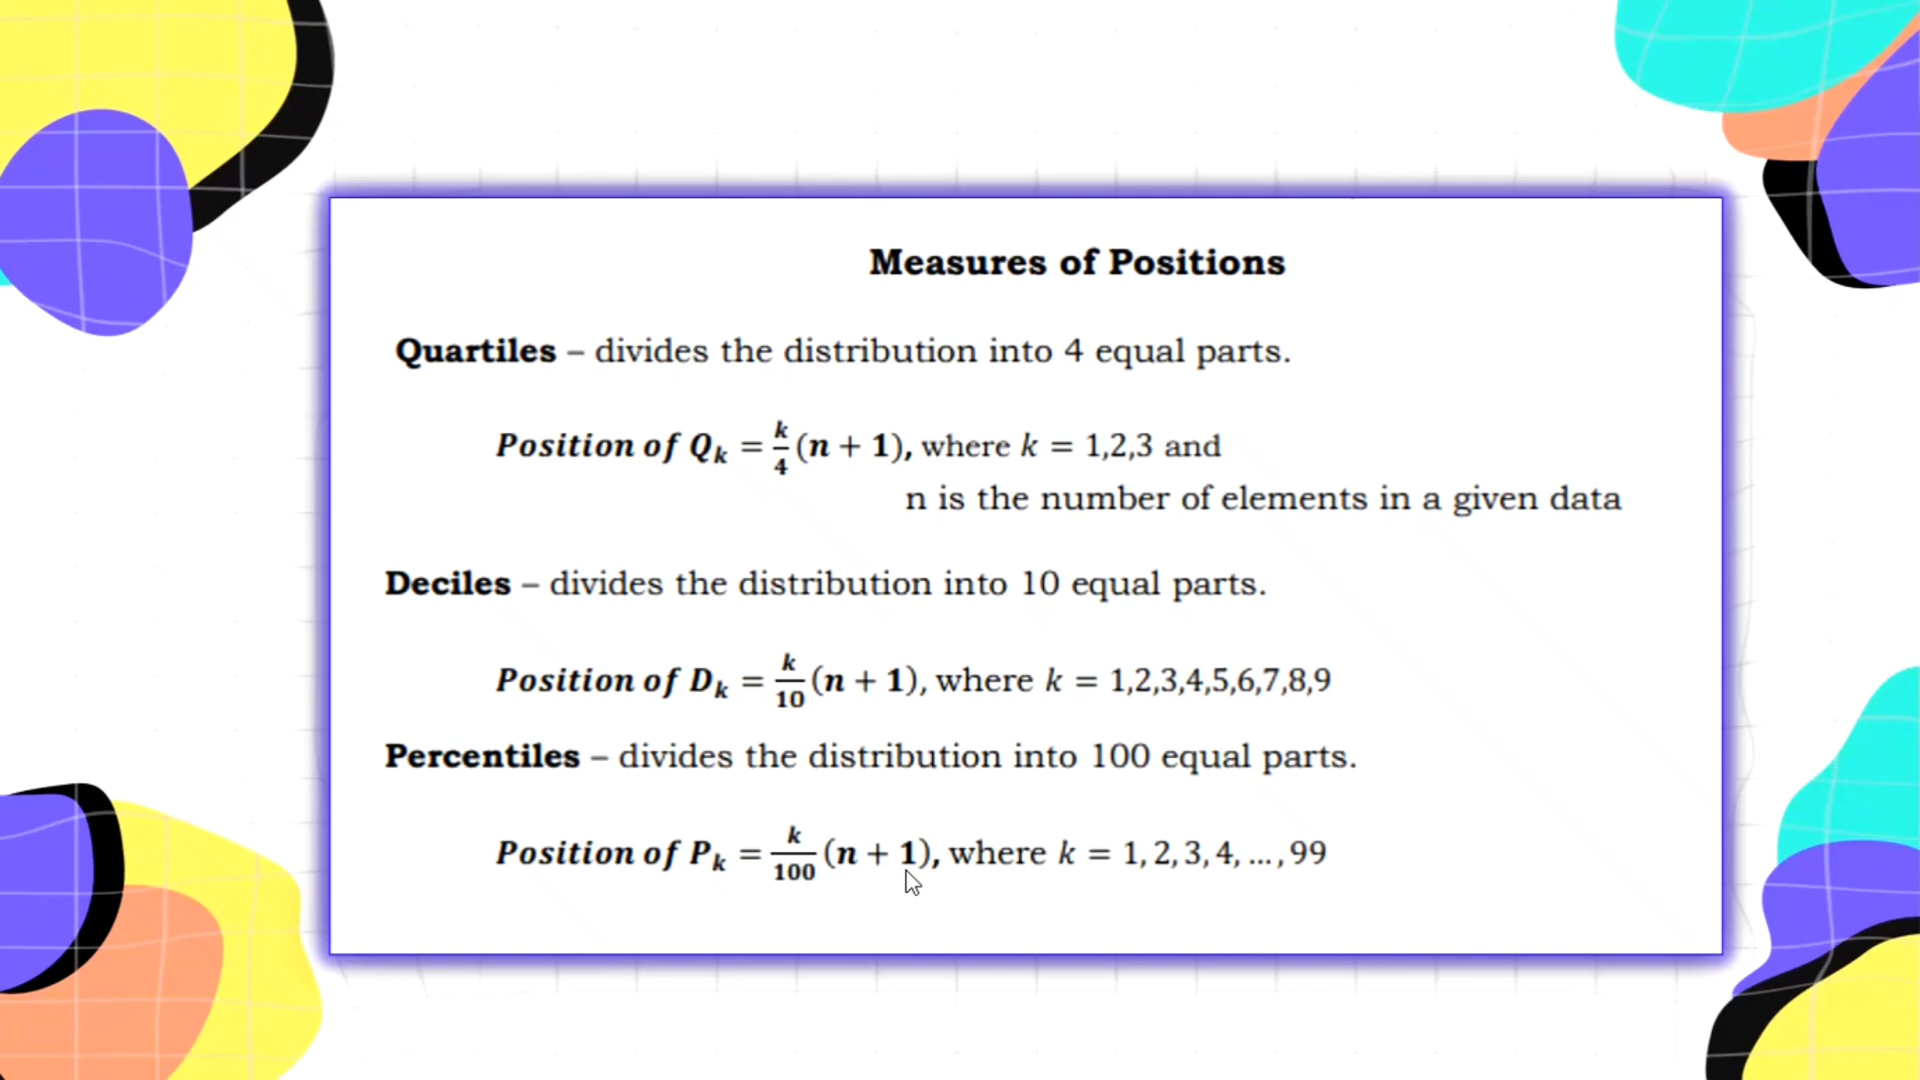 Measures of Positions
Quartiles – divides the distribution into 4 equal parts.
Position of Qₖ = k/4 (n + 1), where k = 1,2,3 and
n is the number of elements in a given data
Deciles – divides the distribution into 10 equal parts.
Position of Dₖ = k/10 (n + 1), where k = 1,2,3,4,5,6,7,8,9
Percentiles – divides the distribution into 100 equal parts.
Position of Pₖ = k/100 (n + 1), where k = 1, 2, 3, 4, … , 99